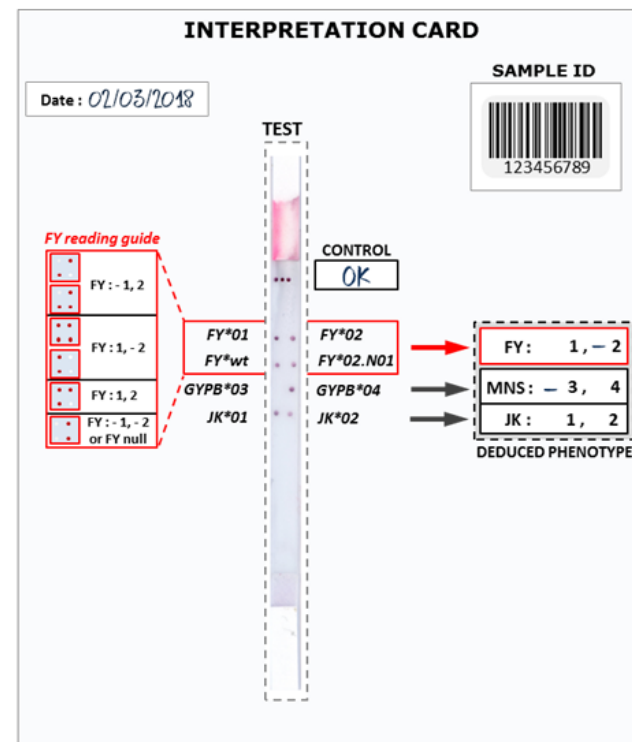 INTERPRETATION CARD
SAMPLE ID
Date : 02/03/2018
123456789
TEST
FY reading guide
CONTROL
OK
FY : - 1, 2
FY : 1, - 2
FY : 1, 2
FY : - 1, - 2
or FY null
FY*01 FY*02
FY*wt FY*02.N01
GYPB*03 GYPB*04
JK*01 JK*02
FY : 1 , – 2
MNS : – 3 , 4
JK : 1 , 2
DEDUCED PHENOTYPE